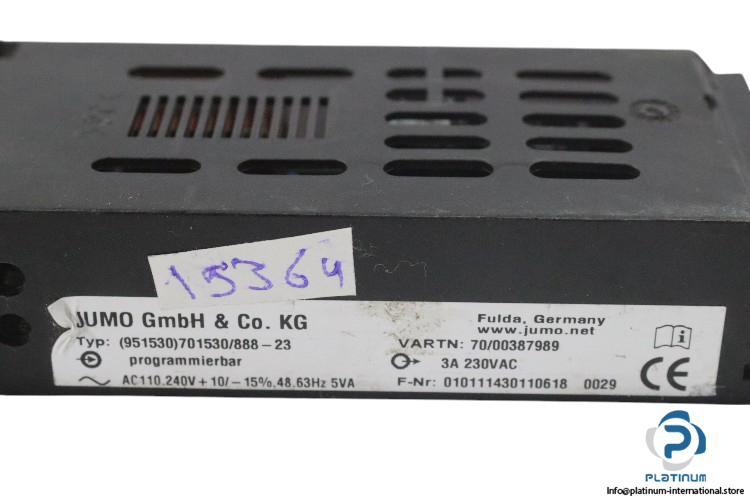 15364
JUMO GmbH & Co. KG
Fulda, Germany
www.jumo.net
Typ: (951530)701530/888-23
VARTN: 70/00387989
programmierbar
3A 230VAC
AC110.240V+10/-15%,48.63Hz 5VA
F-Nr: 010111430110618 0029
CE
PLATINUM
Info@platinum-international.store